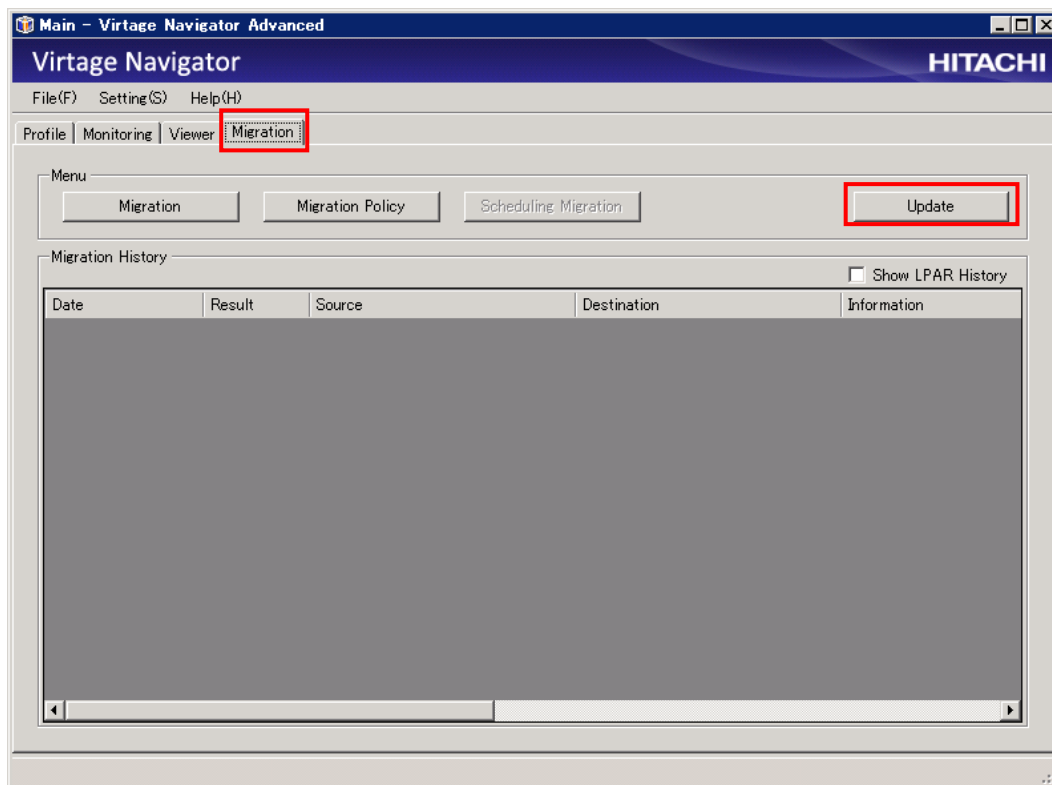 Main - Virtage Navigator Advanced
Virtage Navigator HITACHI
File(F) Setting(S) Help(H)
Profile Monitoring Viewer Migration
Menu
Migration Migration Policy Scheduling Migration Update
Migration History
Show LPAR History
Date Result Source Destination Information